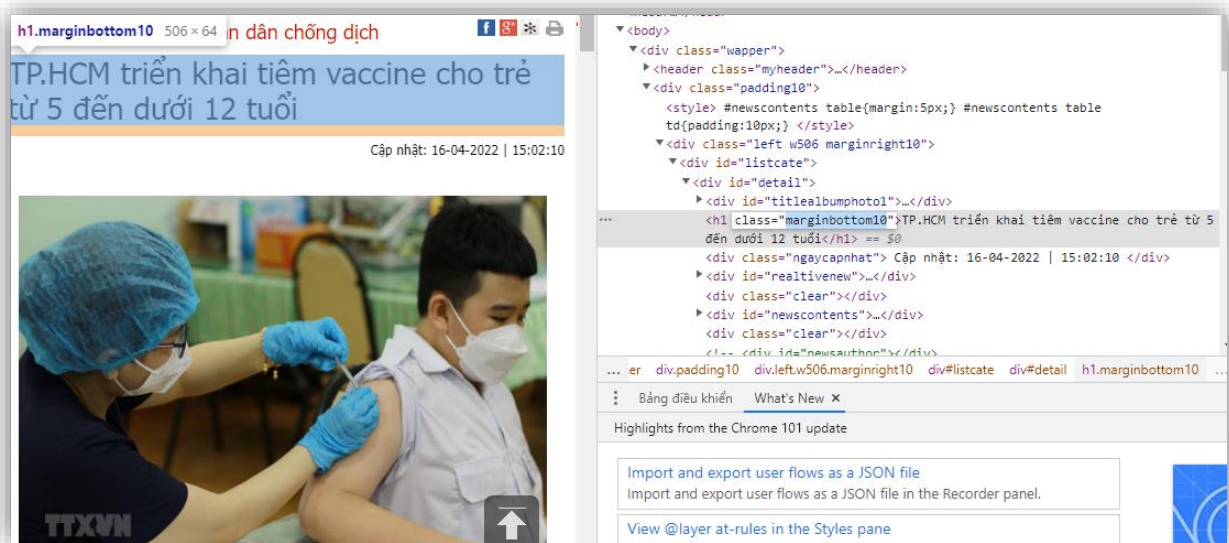 h1.marginbottom10 506 × 64
n dân chống dịch
TP.HCM triển khai tiêm vaccine cho trẻ
từ 5 đến dưới 12 tuổi
Cập nhật: 16-04-2022 | 15:02:10
TTXVN
▼<body>
▼<div class="wapper">
▶<header class="myheader">…</header>
▼<div class="padding10">
<style> #newscontents table{margin:5px;} #newscontents table
td{padding:10px;} </style>
▼<div class="left w506 marginright10">
▼<div id="listcate">
▼<div id="detail">
▶<div id="titlealbumphoto1">…</div>
<h1 class="marginbottom10">TP.HCM triển khai tiêm vaccine cho trẻ từ 5
đến dưới 12 tuổi</h1> == $0
<div class="ngaycapnhat"> Cập nhật: 16-04-2022 | 15:02:10 </div>
▶<div id="realtivenew">…</div>
<div class="clear"></div>
▶<div id="newscontents">…</div>
<div class="clear"></div>
<!-- <div id="newsauthor"></div>
... er div.padding10 div.left.w506.marginright10 div#listcate div#detail h1.marginbottom10 ...
Bảng điều khiển What's New ×
Highlights from the Chrome 101 update
Import and export user flows as a JSON file
Import and export user flows as a JSON file in the Recorder panel.
View @layer at-rules in the Styles pane